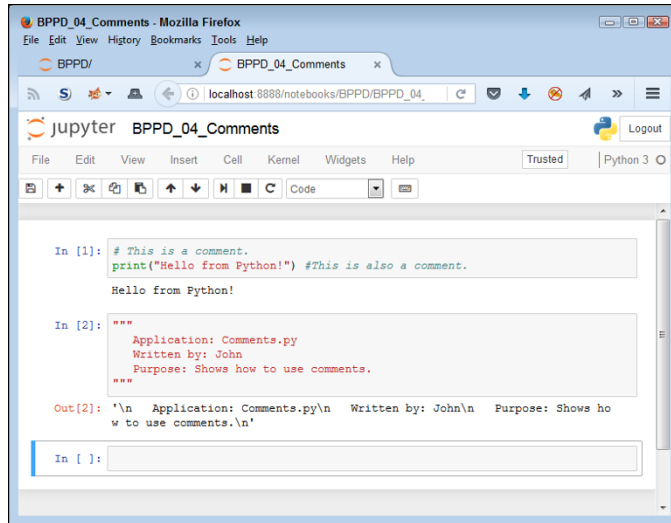 BPPD_04_Comments - Mozilla Firefox
File Edit View History Bookmarks Tools Help
BPPD/ × BPPD_04_Comments ×
S localhost:8888/notebooks/BPPD/BPPD_04_ »
jupyter BPPD_04_Comments Logout
File Edit View Insert Cell Kernel Widgets Help Trusted Python 3
Code
In [1]: # This is a comment.
print("Hello from Python!") #This is also a comment.
Hello from Python!
In [2]: """
Application: Comments.py
Written by: John
Purpose: Shows how to use comments.
"""
Out[2]: '\n   Application: Comments.py\n   Written by: John\n   Purpose: Shows ho
w to use comments.\n'
In [ ]: